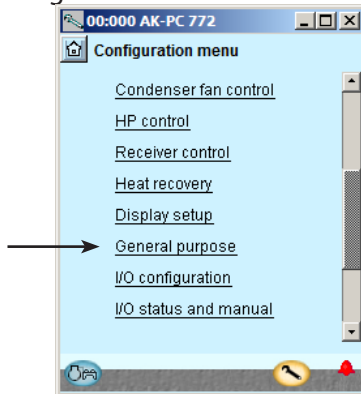 00:000 AK-PC 772
Configuration menu
Condenser fan control
HP control
Receiver control
Heat recovery
Display setup
General purpose
I/O configuration
I/O status and manual